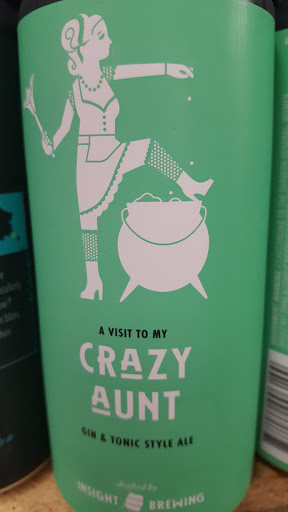 A VISIT TO MY
CRAZY
AUNT
GIN & TONIC STYLE ALE
crafted by
INSIGHT BREWING